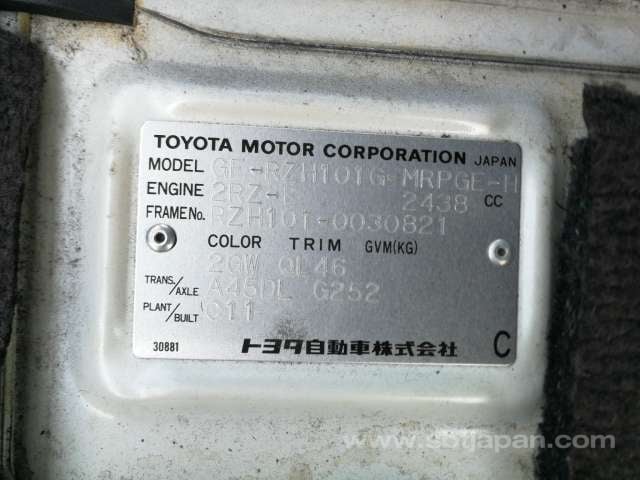 TOYOTA MOTOR CORPORATION JAPAN
MODEL GE-RZH101G-MRPGE-H
ENGINE 2RZ-E 2438 CC
FRAME No. RZH101-0030821
COLOR TRIM GVM(KG)
2GW QL46
TRANS./AXLE A45DL G252
PLANT/BUILT C11
30881 トヨタ自動車株式会社 C
www.sbtjapan.com